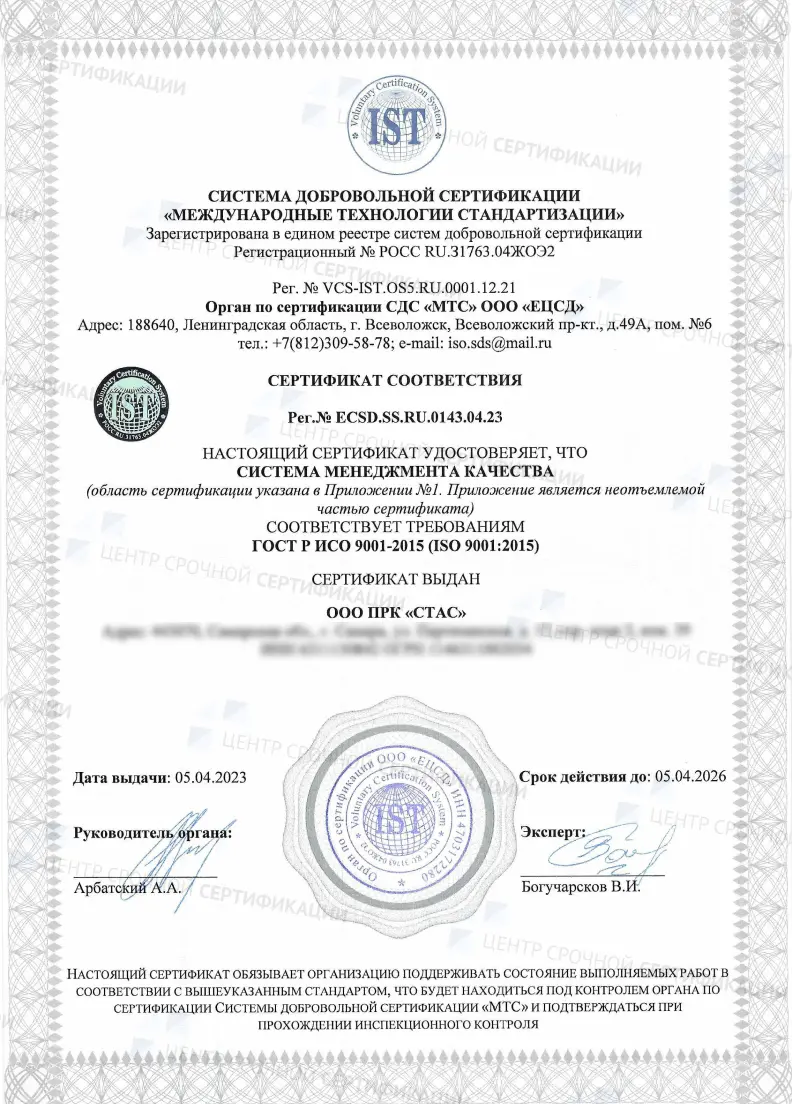 Voluntary Certification System
IST
СИСТЕМА ДОБРОВОЛЬНОЙ СЕРТИФИКАЦИИ
«МЕЖДУНАРОДНЫЕ ТЕХНОЛОГИИ СТАНДАРТИЗАЦИИ»
Зарегистрирована в едином реестре систем добровольной сертификации
Регистрационный № РОСС RU.31763.04ЖОЭ2
Рег. № VCS-IST.OS5.RU.0001.12.21
Орган по сертификации СДС «МТС» ООО «ЕЦСД»
Адрес: 188640, Ленинградская область, г. Всеволожск, Всеволожский пр-кт., д.49А, пом. №6
тел.: +7(812)309-58-78; e-mail: iso.sds@mail.ru
Voluntary Certification System
IST
РОСС RU.31763.04ЖОЭ2
СЕРТИФИКАТ СООТВЕТСТВИЯ
Рег.№ ECSD.SS.RU.0143.04.23
НАСТОЯЩИЙ СЕРТИФИКАТ УДОСТОВЕРЯЕТ, ЧТО
СИСТЕМА МЕНЕДЖМЕНТА КАЧЕСТВА
(область сертификации указана в Приложении №1. Приложение является неотъемлемой
частью сертификата)
СООТВЕТСТВУЕТ ТРЕБОВАНИЯМ
ГОСТ Р ИСО 9001-2015 (ISO 9001:2015)
СЕРТИФИКАТ ВЫДАН
ООО ПРК «СТАС»
Дата выдачи: 05.04.2023
Срок действия до: 05.04.2026
Орган по сертификации ООО «ЕЦСД» ИНН 4703172280
Voluntary Certification System
IST
РОСС RU.31763.04ЖОЭ2
Руководитель органа:
Эксперт:
Арбатский А.А.
Богучарсков В.И.
НАСТОЯЩИЙ СЕРТИФИКАТ ОБЯЗЫВАЕТ ОРГАНИЗАЦИЮ ПОДДЕРЖИВАТЬ СОСТОЯНИЕ ВЫПОЛНЯЕМЫХ РАБОТ В
СООТВЕТСТВИИ С ВЫШЕУКАЗАННЫМ СТАНДАРТОМ, ЧТО БУДЕТ НАХОДИТЬСЯ ПОД КОНТРОЛЕМ ОРГАНА ПО
СЕРТИФИКАЦИИ СИСТЕМЫ ДОБРОВОЛЬНОЙ СЕРТИФИКАЦИИ «МТС» И ПОДТВЕРЖДАТЬСЯ ПРИ
ПРОХОЖДЕНИИ ИНСПЕКЦИОННОГО КОНТРОЛЯ
ЦЕНТР СРОЧНОЙ СЕРТИФИКАЦИИ